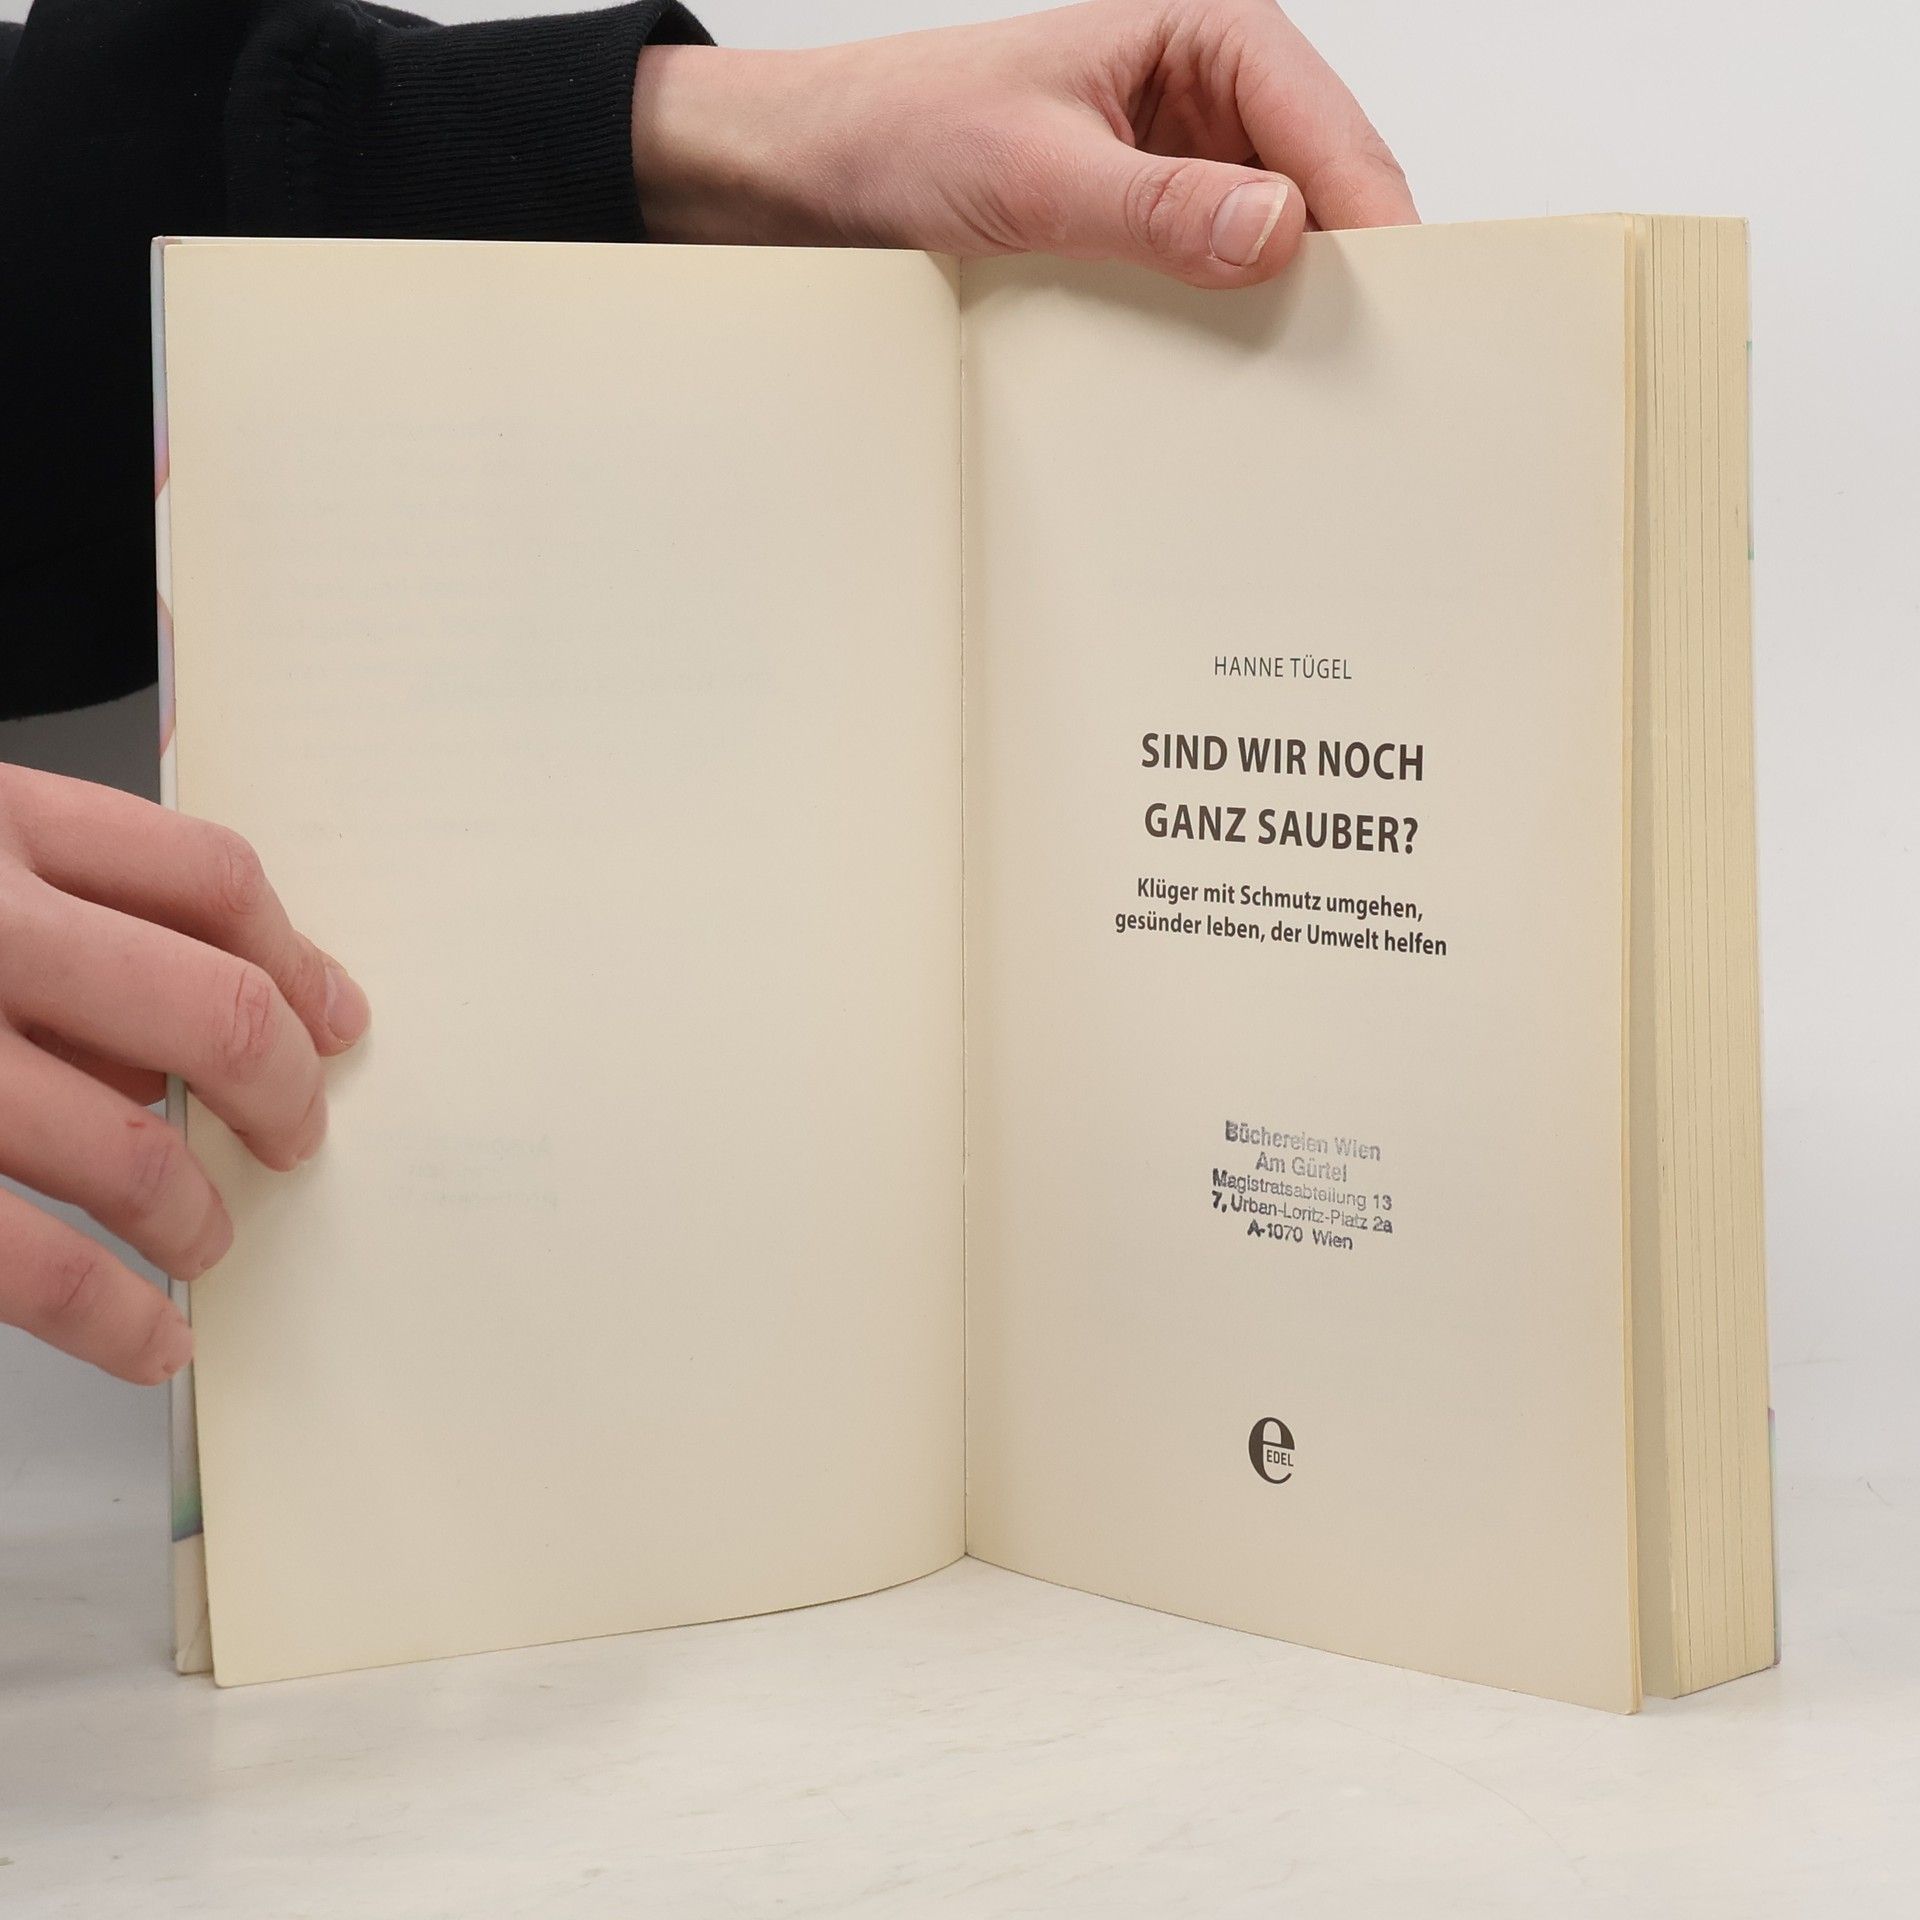 HANNE TÜGEL
SIND WIR NOCH
GANZ SAUBER?
Klüger mit Schmutz umgehen,
gesünder leben, der Umwelt helfen
Büchereien Wien
Am Gürtel
Magistratsabteilung 13
7, Urban-Loritz-Platz 2a
A-1070 Wien
e
EDEL